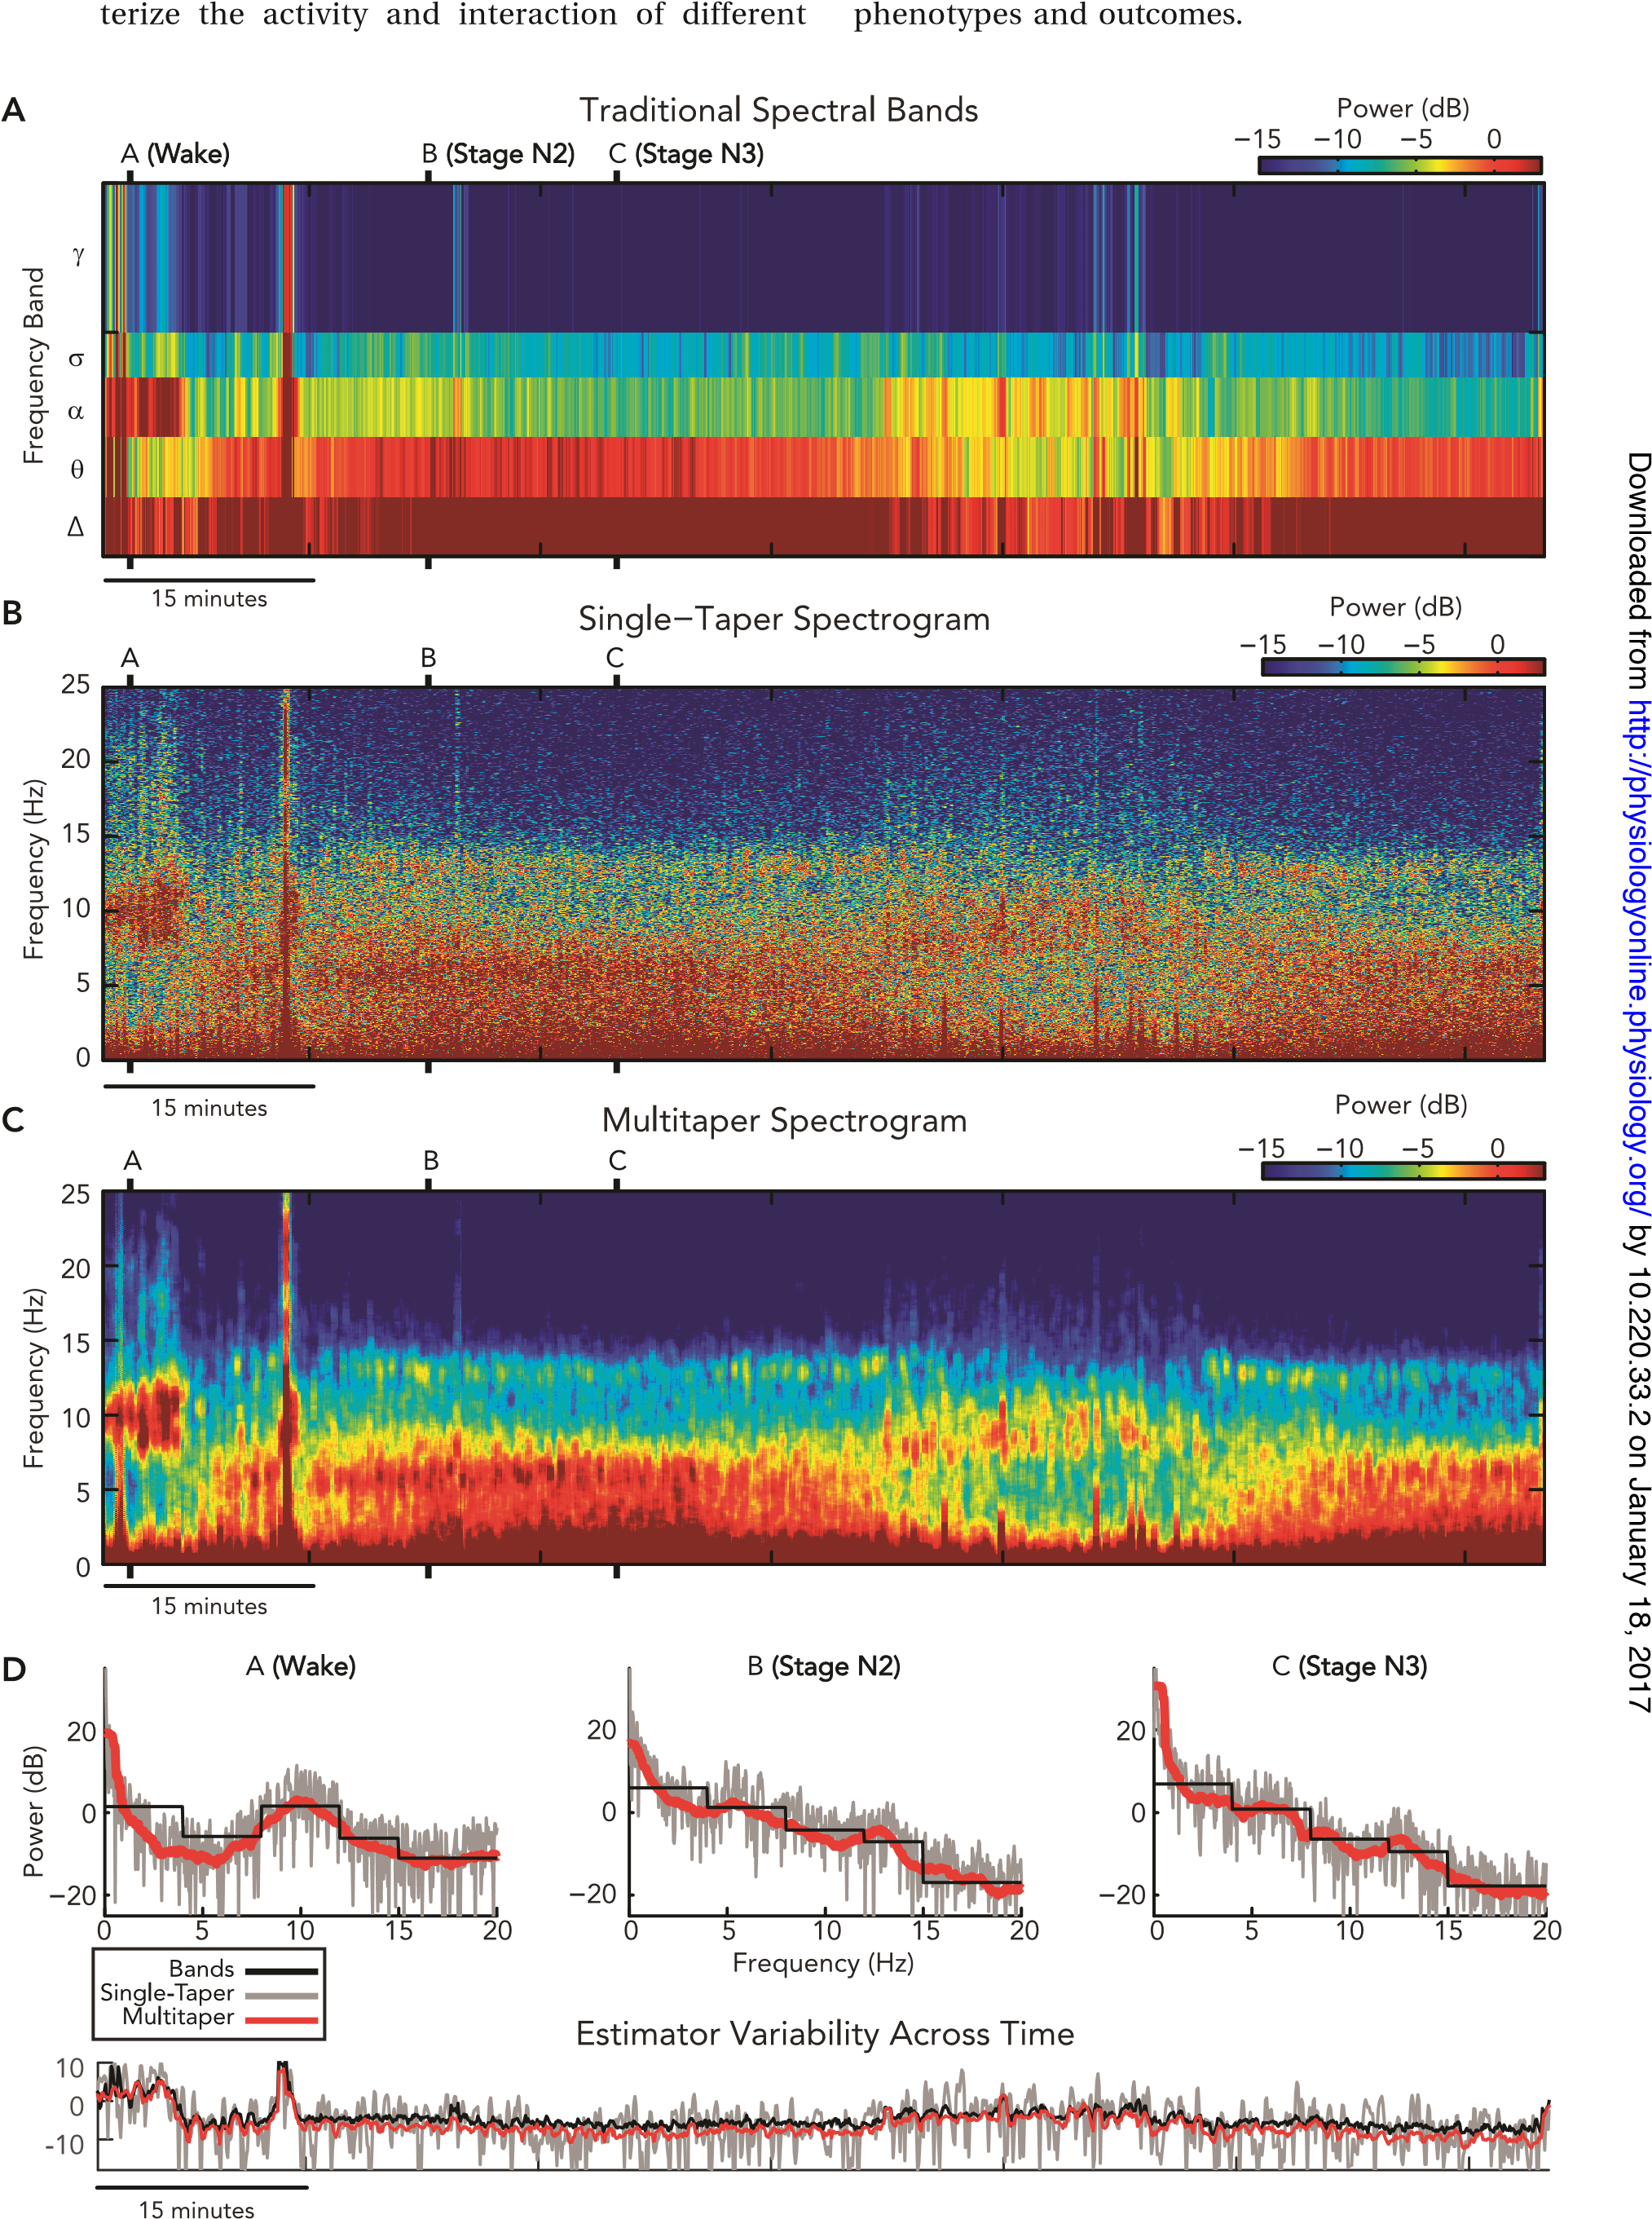 terize the activity and interaction of different
phenotypes and outcomes.
A
Traditional Spectral Bands
Power (dB)
−15 −10 −5 0
A (Wake) B (Stage N2) C (Stage N3)
Frequency Band
γ
σ
α
θ
Δ
15 minutes
B
Single−Taper Spectrogram
Power (dB)
−15 −10 −5 0
A B C
Frequency (Hz)
25
20
15
10
5
0
15 minutes
C
Multitaper Spectrogram
Power (dB)
−15 −10 −5 0
A B C
Frequency (Hz)
25
20
15
10
5
0
15 minutes
D
A (Wake)
B (Stage N2)
C (Stage N3)
Power (dB)
20
0
−20
0 5 10 15 20
20
0
−20
0 5 10 15 20
20
0
−20
0 5 10 15 20
Frequency (Hz)
Bands
Single-Taper
Multitaper
Estimator Variability Across Time
10
0
-10
15 minutes
Downloaded from http://physiologyonline.physiology.org/ by 10.220.33.2 on January 18, 2017